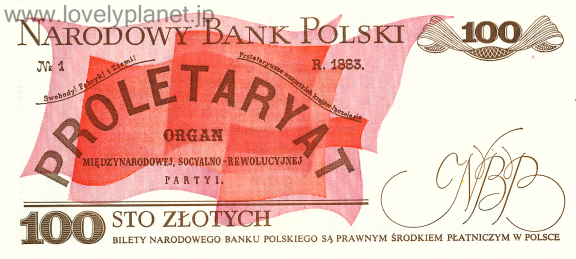 www.lovelyplanet.jp
NARODOWY BANK POLSKI
100
№ 1
R. 1883.
Swobody! Fabryki i Ziemi!
Proletaryusze wszystkich krajów łączcie się
PROLETARYAT
ORGAN
MIĘDZYNARODOWEJ, SOCYALNO-REWOLUCYJNEJ
PARTYI.
NBP
100 STO ZŁOTYCH
BILETY NARODOWEGO BANKU POLSKIEGO SĄ PRAWNYM ŚRODKIEM PŁATNICZYM W POLSCE